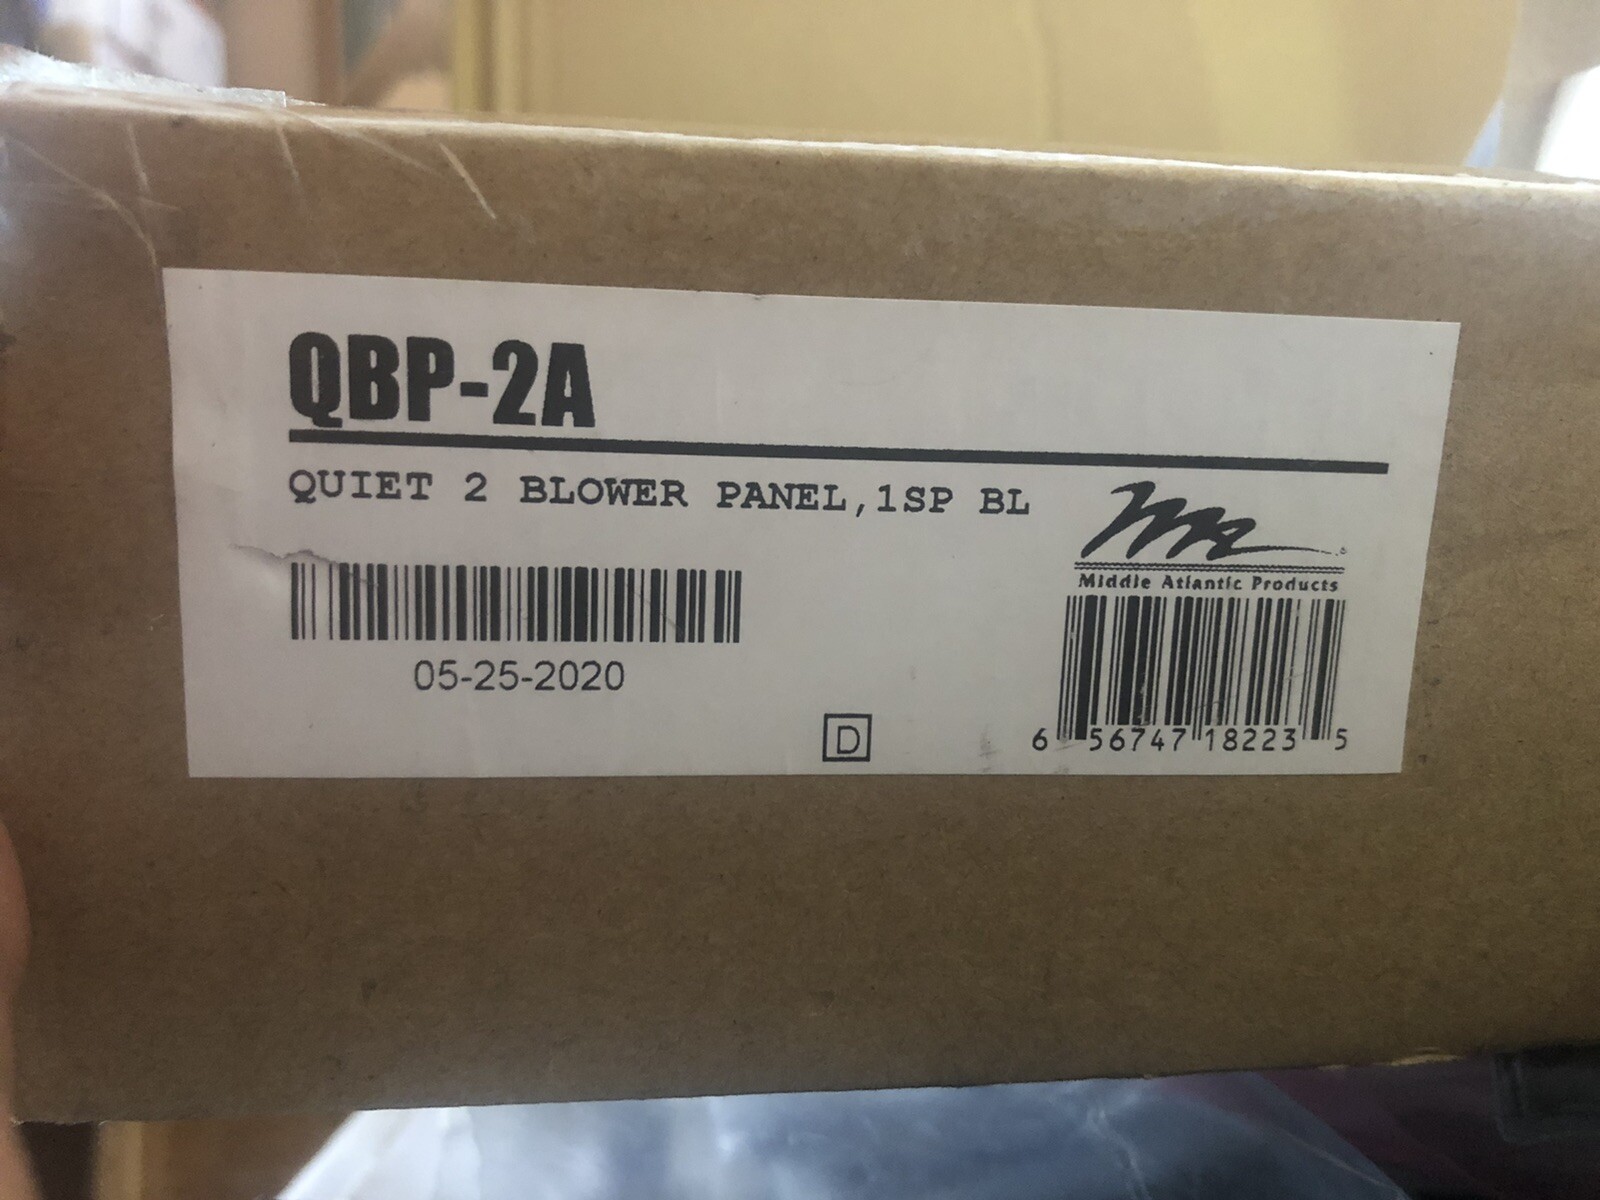 QBP-2A
QUIET 2 BLOWER PANEL,1SP BL
Middle Atlantic Products
05-25-2020
D
6 56747 18223 5